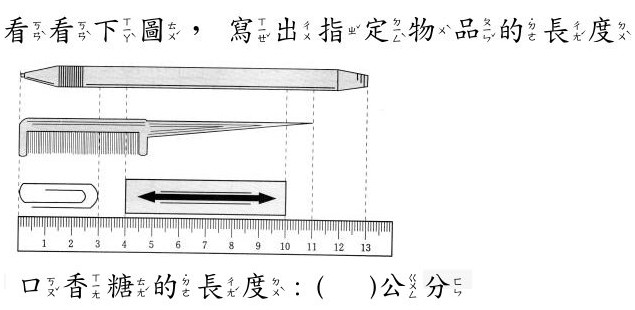 看看下圖，寫出指定物品的長度
1 2 3 4 5 6 7 8 9 10 11 12 13
口香糖的長度：(　)公分